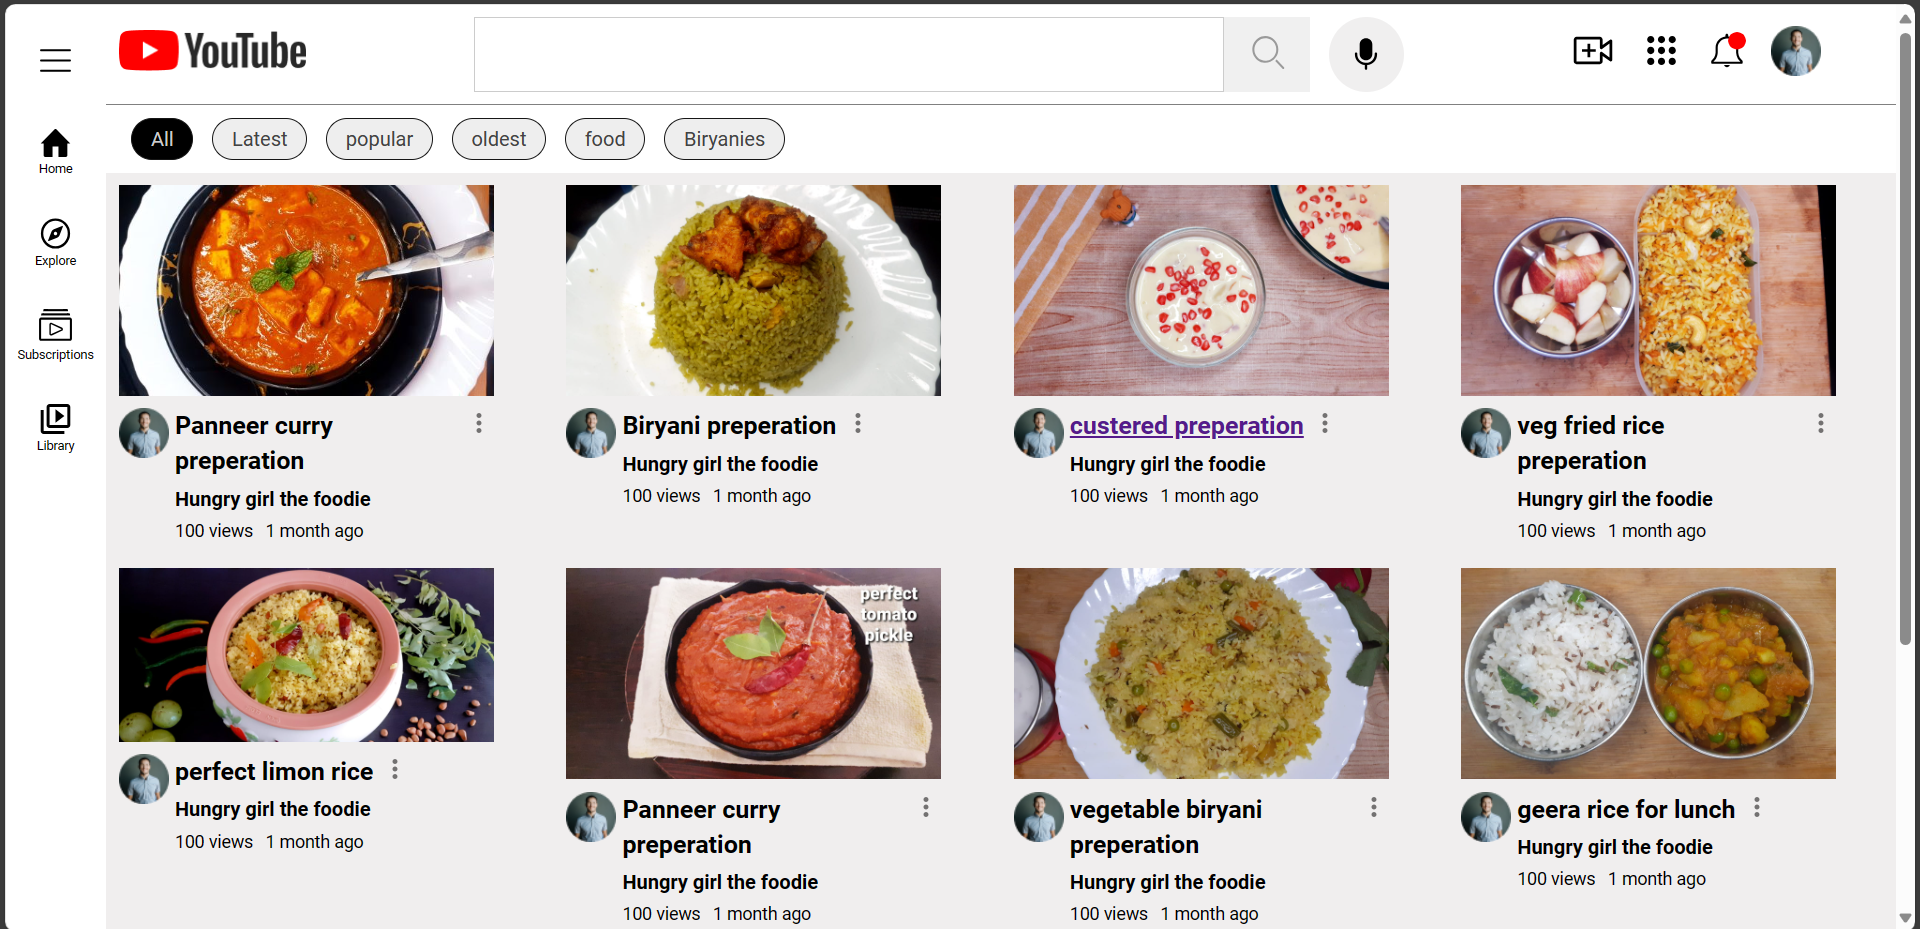 YouTube
Home
Explore
Subscriptions
Library
All
Latest
popular
oldest
food
Biryanies
Panneer curry
preperation
Hungry girl the foodie
100 views 1 month ago
Biryani preperation
Hungry girl the foodie
100 views 1 month ago
custered preperation
Hungry girl the foodie
100 views 1 month ago
veg fried rice
preperation
Hungry girl the foodie
100 views 1 month ago
perfect limon rice
Hungry girl the foodie
100 views 1 month ago
perfect
tomato
pickle
Panneer curry
preperation
Hungry girl the foodie
100 views 1 month ago
vegetable biryani
preperation
Hungry girl the foodie
100 views 1 month ago
geera rice for lunch
Hungry girl the foodie
100 views 1 month ago